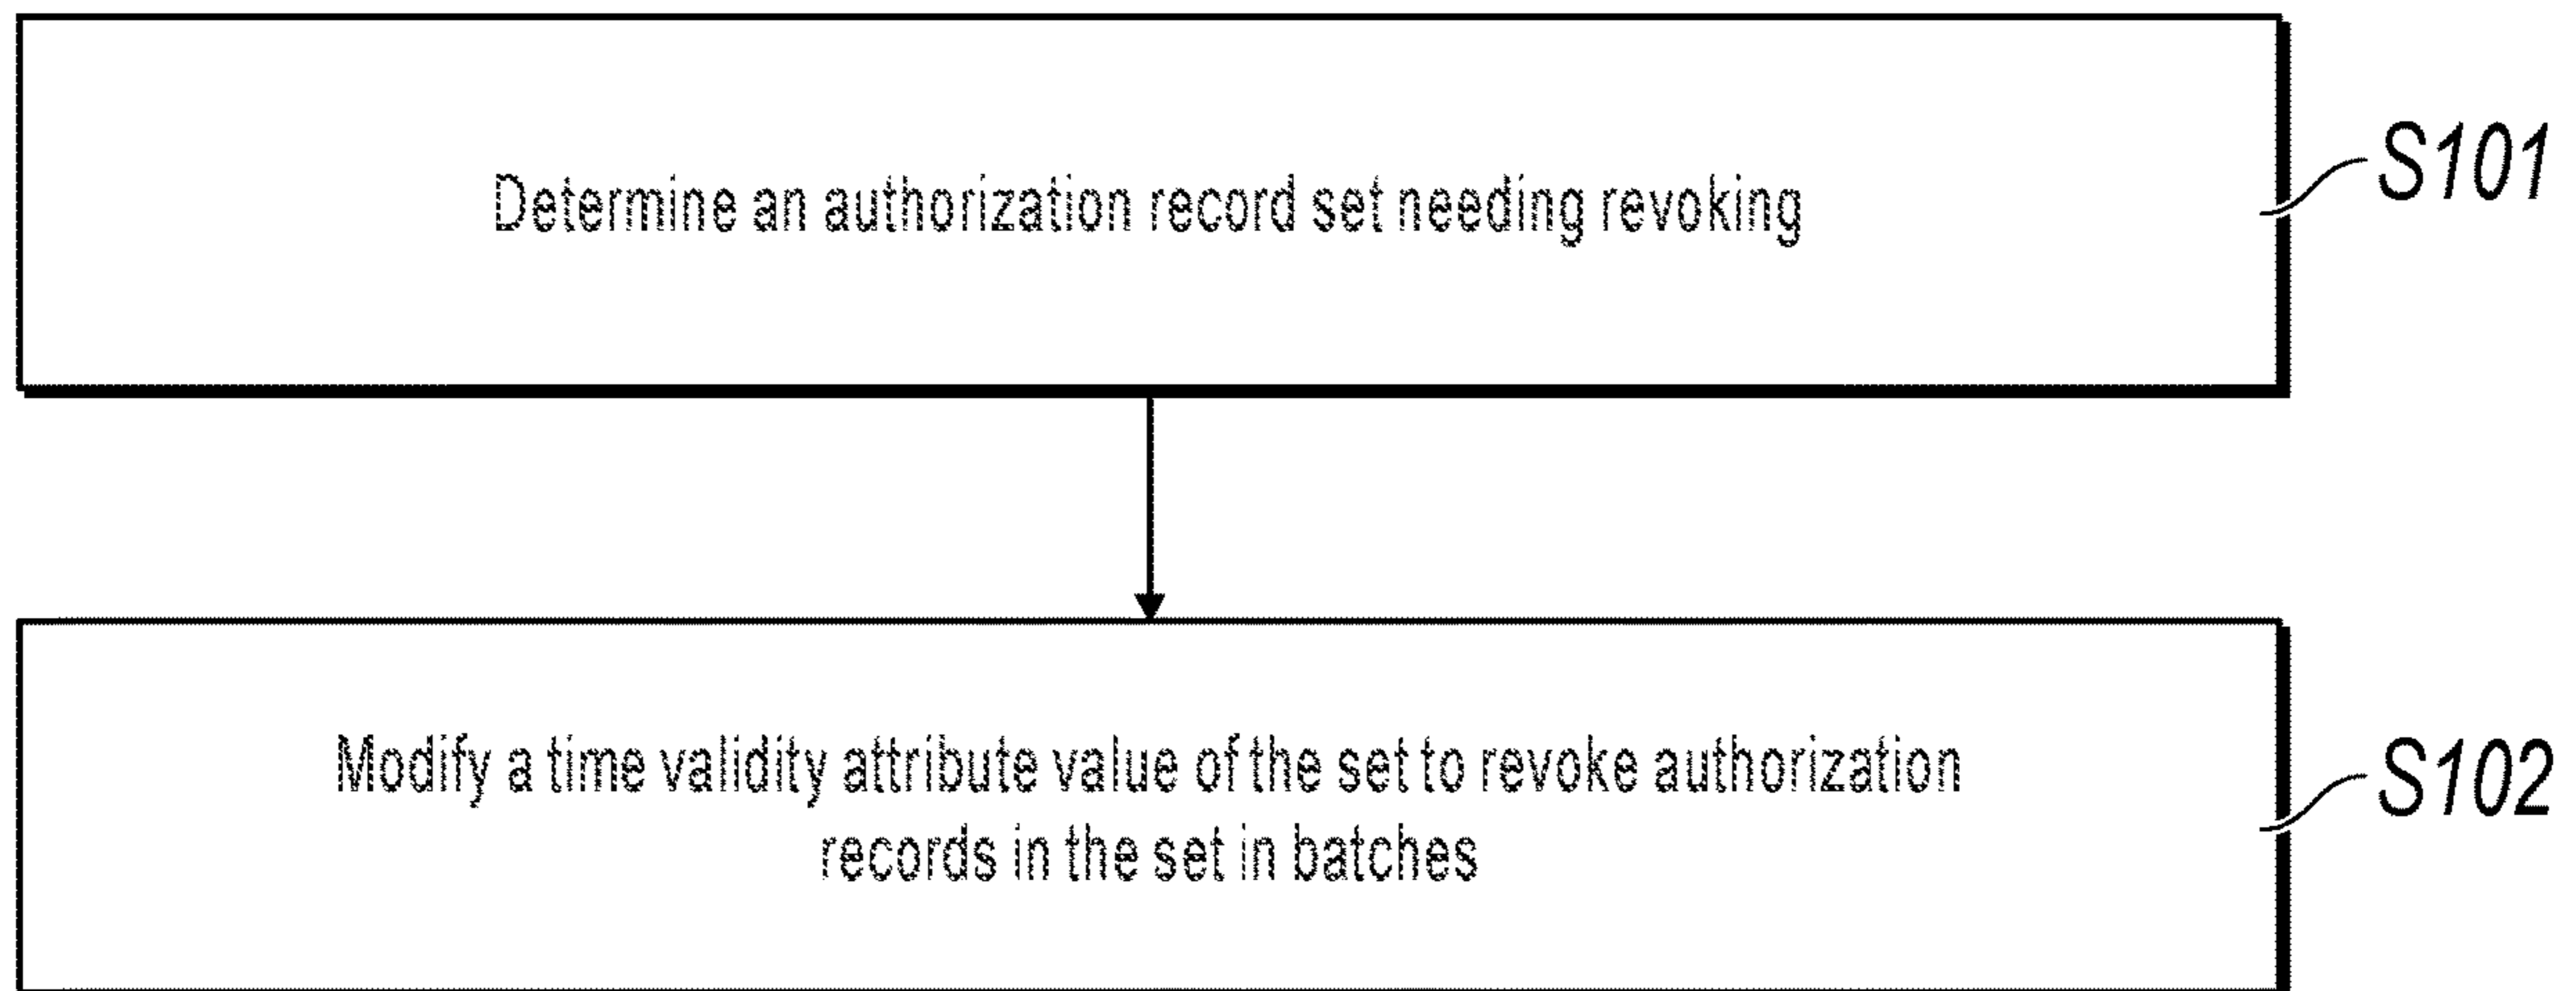 Determine an authorization record set needing revoking
S101
Modify a time validity attribute value of the set to revoke authorization
records in the set in batches
S102